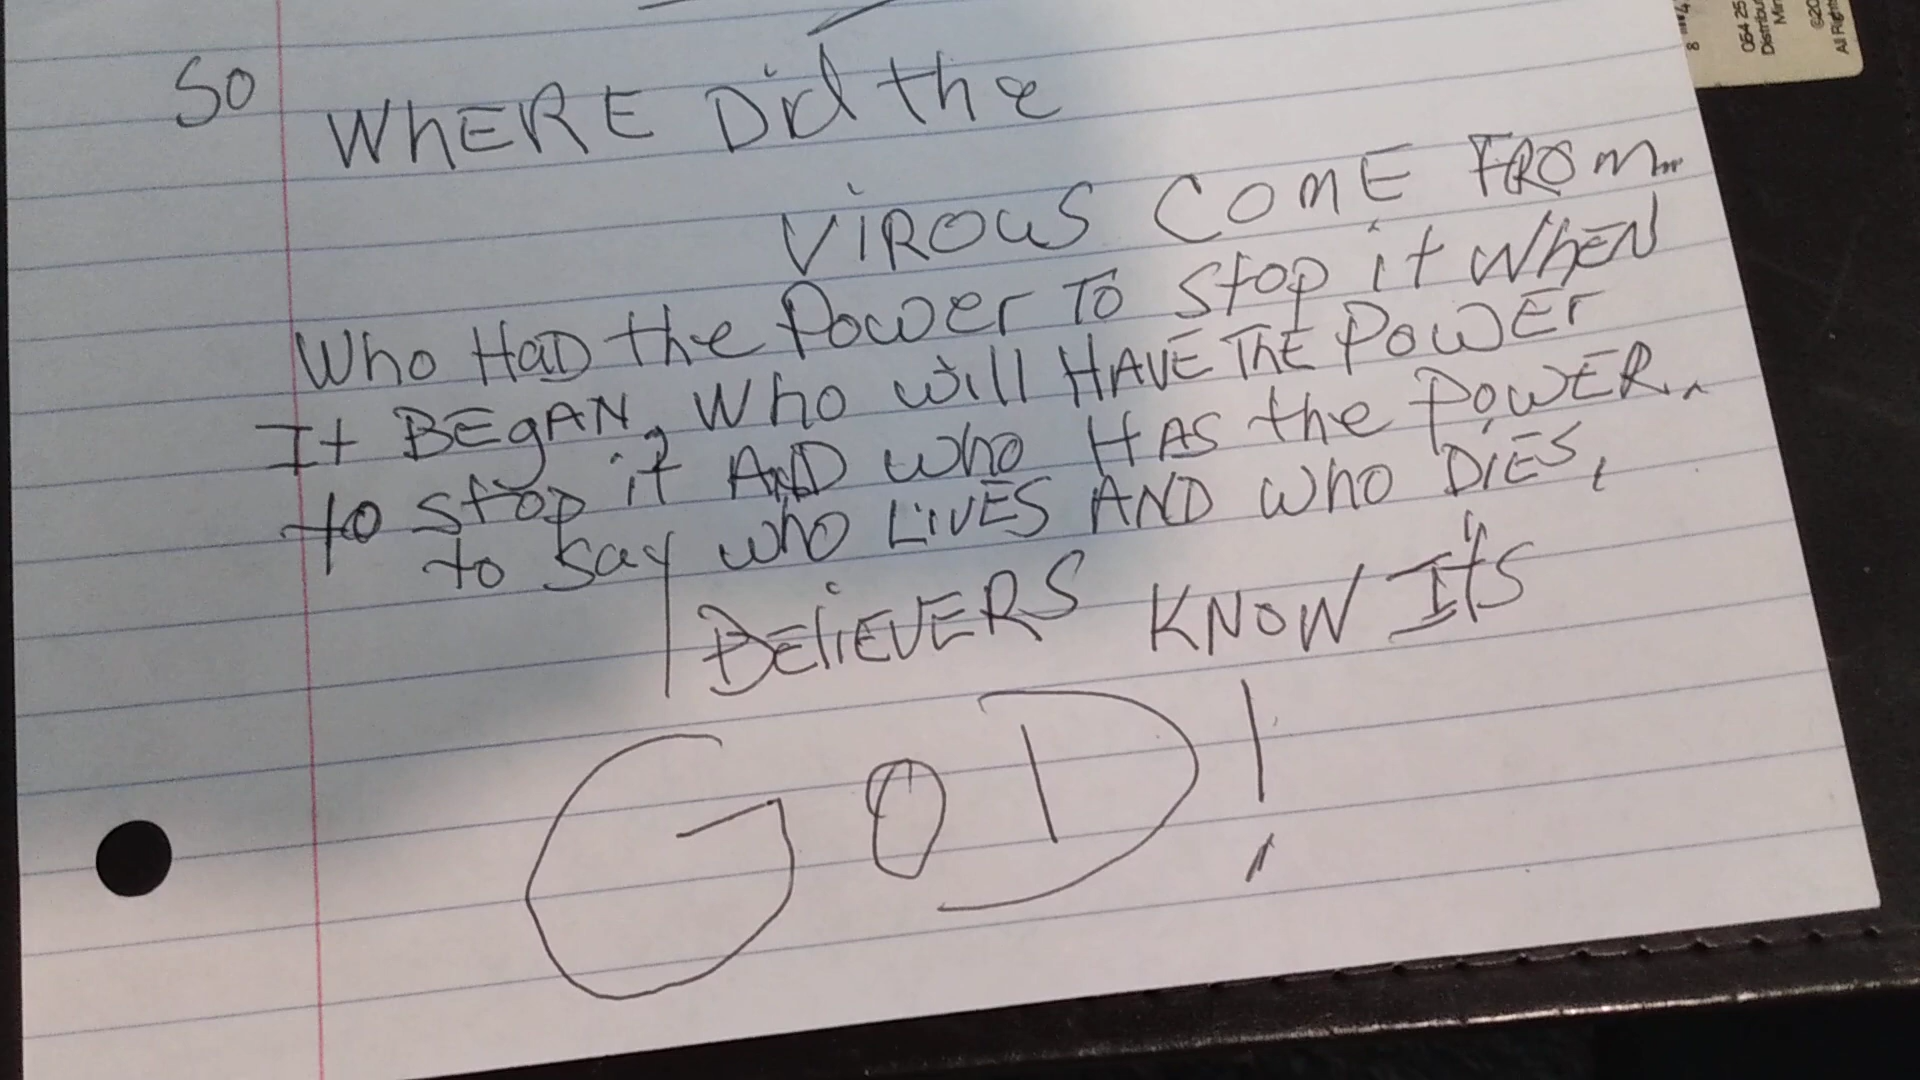 So WhERE Did the
VIROUS COME FROM
Who HAD the Power To Stop it WhEN
It BEgAN, Who will HAVE ThE PoWEr
to stop it AND who HAS the PoWER
to say who LiVES AND Who DiES,
BEliEVERS KNOW It's
GOD!